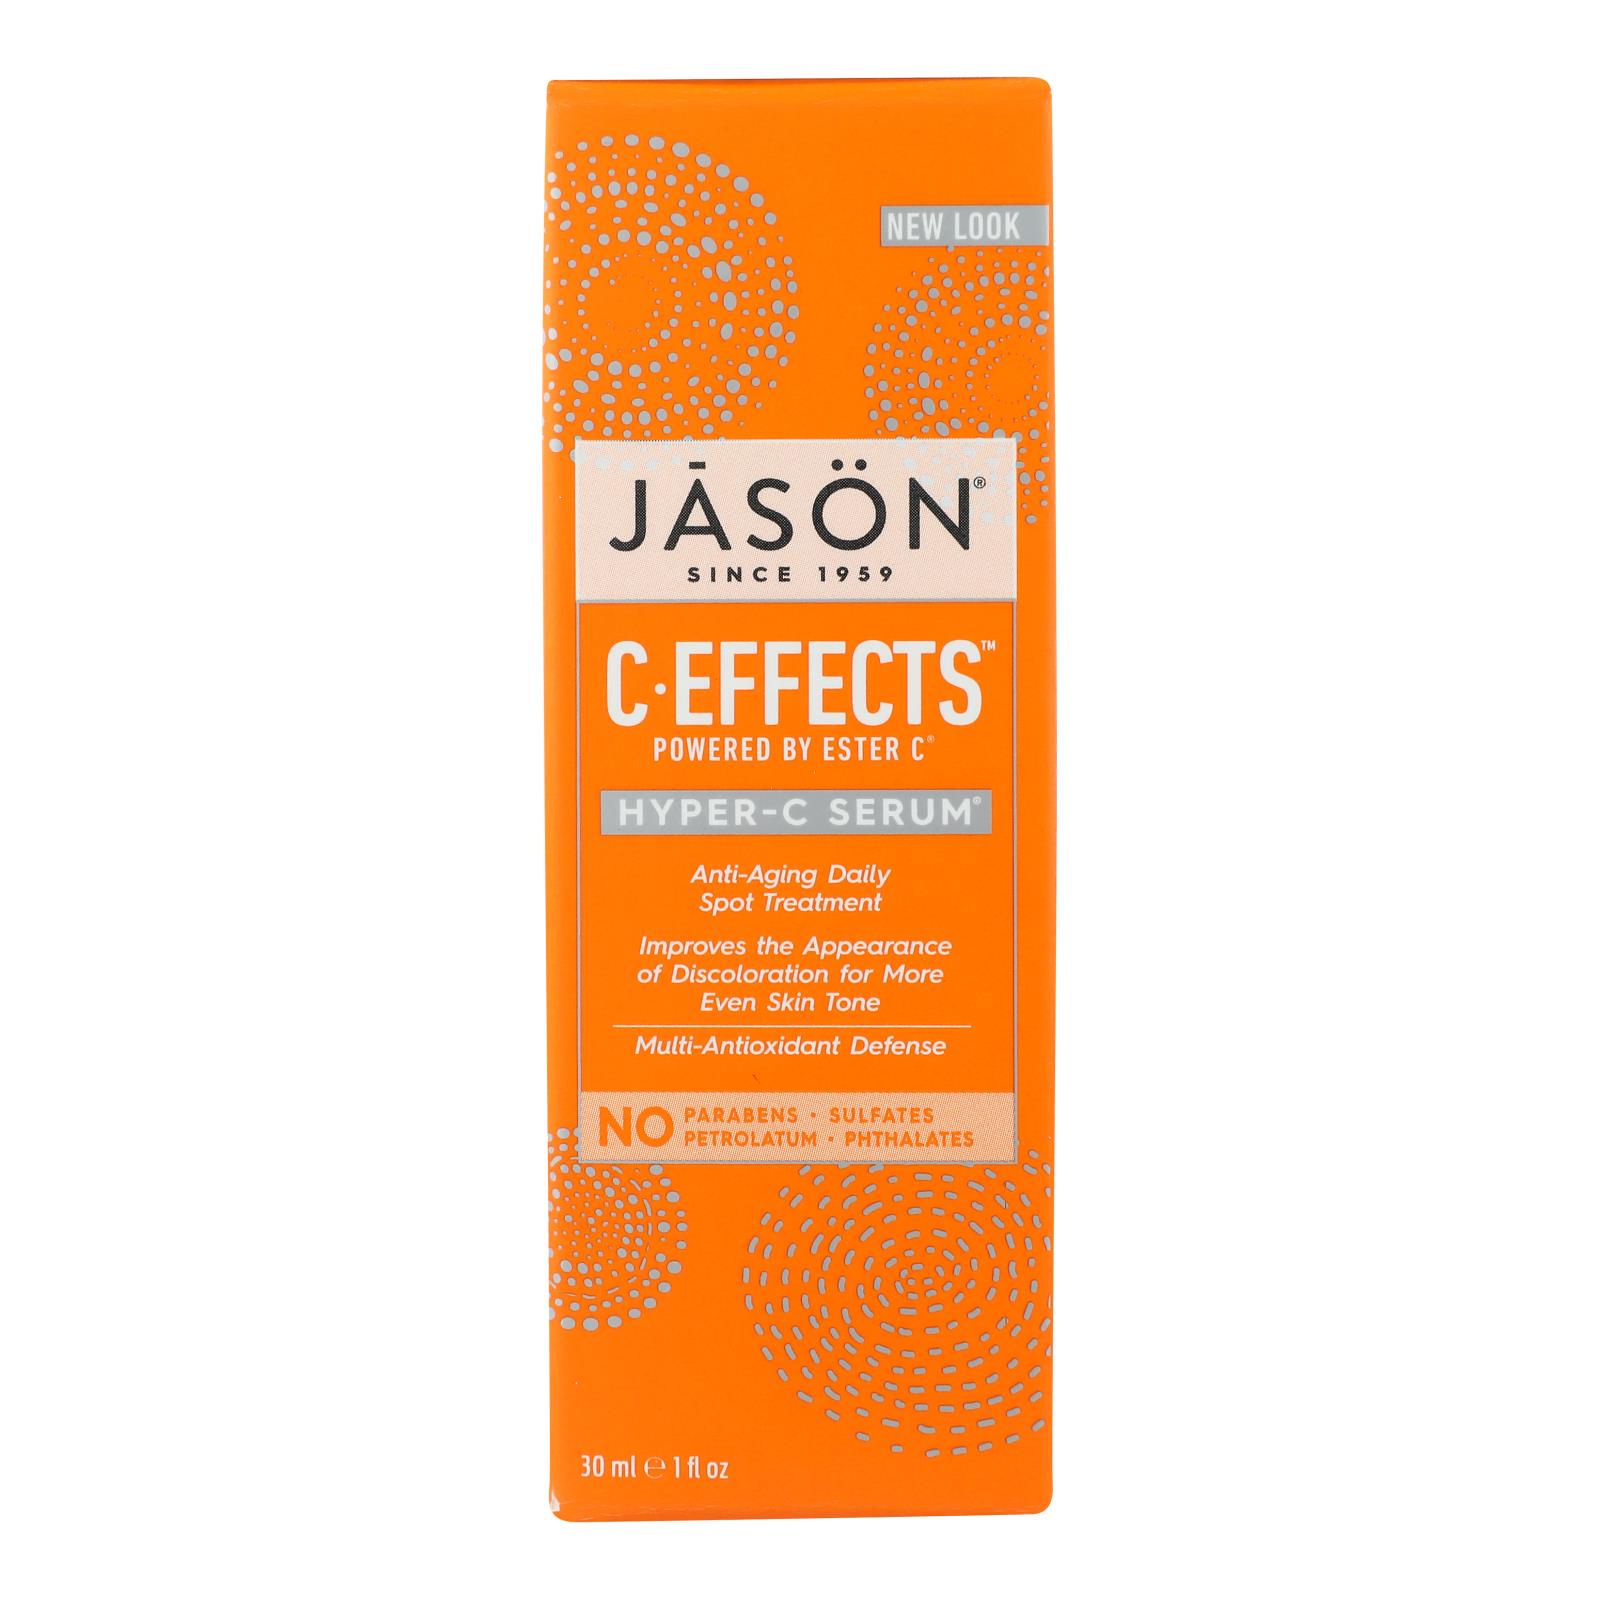 NEW LOOK
JĀSÖN®
SINCE 1959
C·EFFECTS™
POWERED BY ESTER C®
HYPER-C SERUM®
Anti-Aging Daily
Spot Treatment
Improves the Appearance
of Discoloration for More
Even Skin Tone
Multi-Antioxidant Defense
NO PARABENS · SULFATES
PETROLATUM · PHTHALATES
30 ml ℮ 1 fl oz